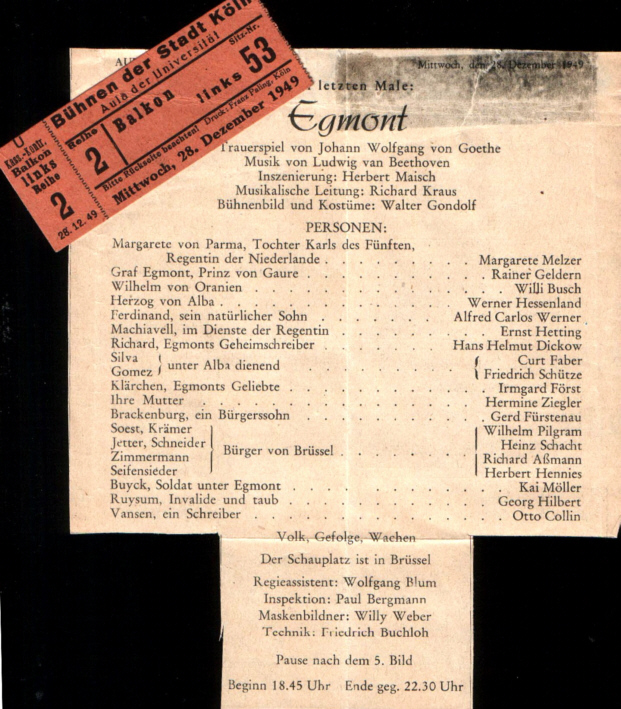 Bühnen der Stadt Köln
Aula der Universität
Reihe
2
Balkon links
Sitz-Nr.
53
Bitte Rückseite beachten! Druck: Franz Paling, Köln
Mittwoch, 28. Dezember 1949
Balkon
links
Reihe
2
28.12.49
AU
Mittwoch, den 28. Dezember 1949
letzten Male:
Egmont
Trauerspiel von Johann Wolfgang von Goethe
Musik von Ludwig van Beethoven
Inszenierung: Herbert Maisch
Musikalische Leitung: Richard Kraus
Bühnenbild und Kostüme: Walter Gondolf
PERSONEN:
Margarete von Parma, Tochter Karls des Fünften,
Regentin der Niederlande . . . . . . . . . Margarete Melzer
Graf Egmont, Prinz von Gaure . . . . . . . . . Rainer Geldern
Wilhelm von Oranien . . . . . . . . . Willi Busch
Herzog von Alba . . . . . . . . . Werner Hessenland
Ferdinand, sein natürlicher Sohn . . . . . . . Alfred Carlos Werner
Machiavell, im Dienste der Regentin . . . . . . . Ernst Hetting
Richard, Egmonts Geheimschreiber . . . . . . . Hans Helmut Dickow
Silva Curt Faber
unter Alba dienend . . . . . . . . .
Gomez Friedrich Schütze
Klärchen, Egmonts Geliebte . . . . . . . . . Irmgard Först
Ihre Mutter . . . . . . . . . Hermine Ziegler
Brackenburg, ein Bürgerssohn . . . . . . . . . Gerd Fürstenau
Soest, Krämer Wilhelm Pilgram
Jetter, Schneider Heinz Schacht
Bürger von Brüssel . . . . . . .
Zimmermann Richard Aßmann
Seifensieder Herbert Hennies
Buyck, Soldat unter Egmont . . . . . . . . . Kai Möller
Ruysum, Invalide und taub . . . . . . . . . Georg Hilbert
Vansen, ein Schreiber . . . . . . . . . Otto Collin
Volk, Gefolge, Wachen
Der Schauplatz ist in Brüssel
Regieassistent: Wolfgang Blum
Inspektion: Paul Bergmann
Maskenbildner: Willy Weber
Technik: Friedrich Buchloh
Pause nach dem 5. Bild
Beginn 18.45 Uhr Ende geg. 22.30 Uhr